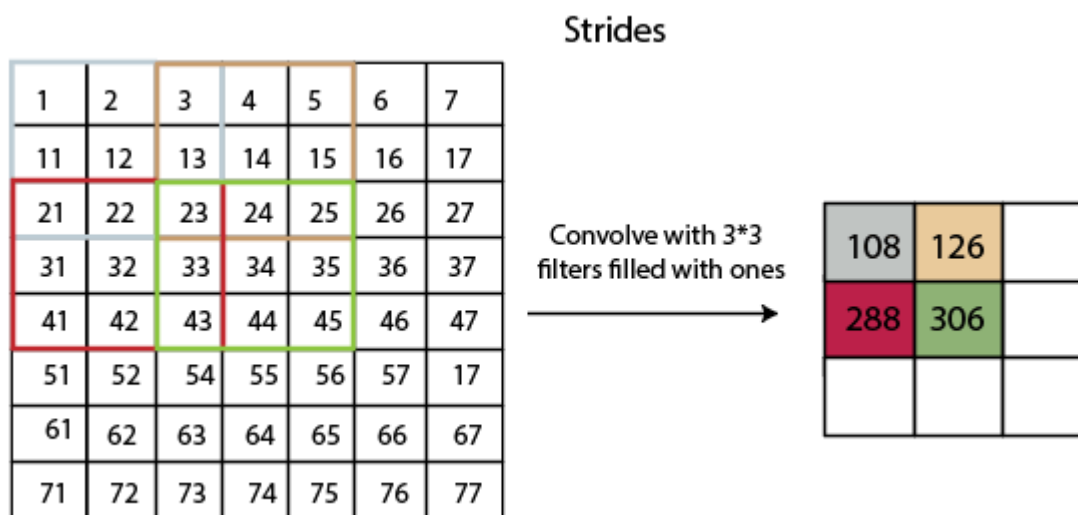 Strides
1 2 3 4 5 6 7
11 12 13 14 15 16 17
21 22 23 24 25 26 27
31 32 33 34 35 36 37
41 42 43 44 45 46 47
51 52 54 55 56 57 17
61 62 63 64 65 66 67
71 72 73 74 75 76 77
Convolve with 3*3
filters filled with ones
108 126
288 306